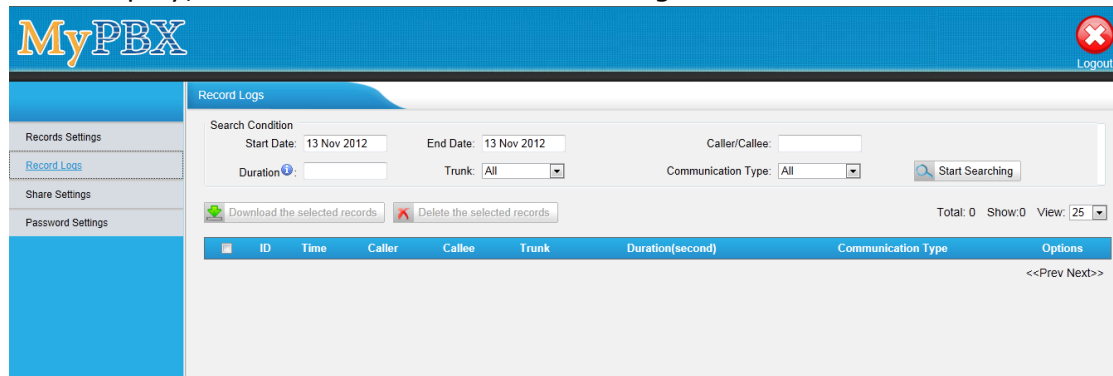 MyPBX
Logout
Record Logs
Records Settings
Record Logs
Share Settings
Password Settings
Search Condition
Start Date: 13 Nov 2012 End Date: 13 Nov 2012 Caller/Callee:
Duration: Trunk: All Communication Type: All Start Searching
Download the selected records Delete the selected records Total: 0 Show:0 View: 25
ID Time Caller Callee Trunk Duration(second) Communication Type Options
<<Prev Next>>